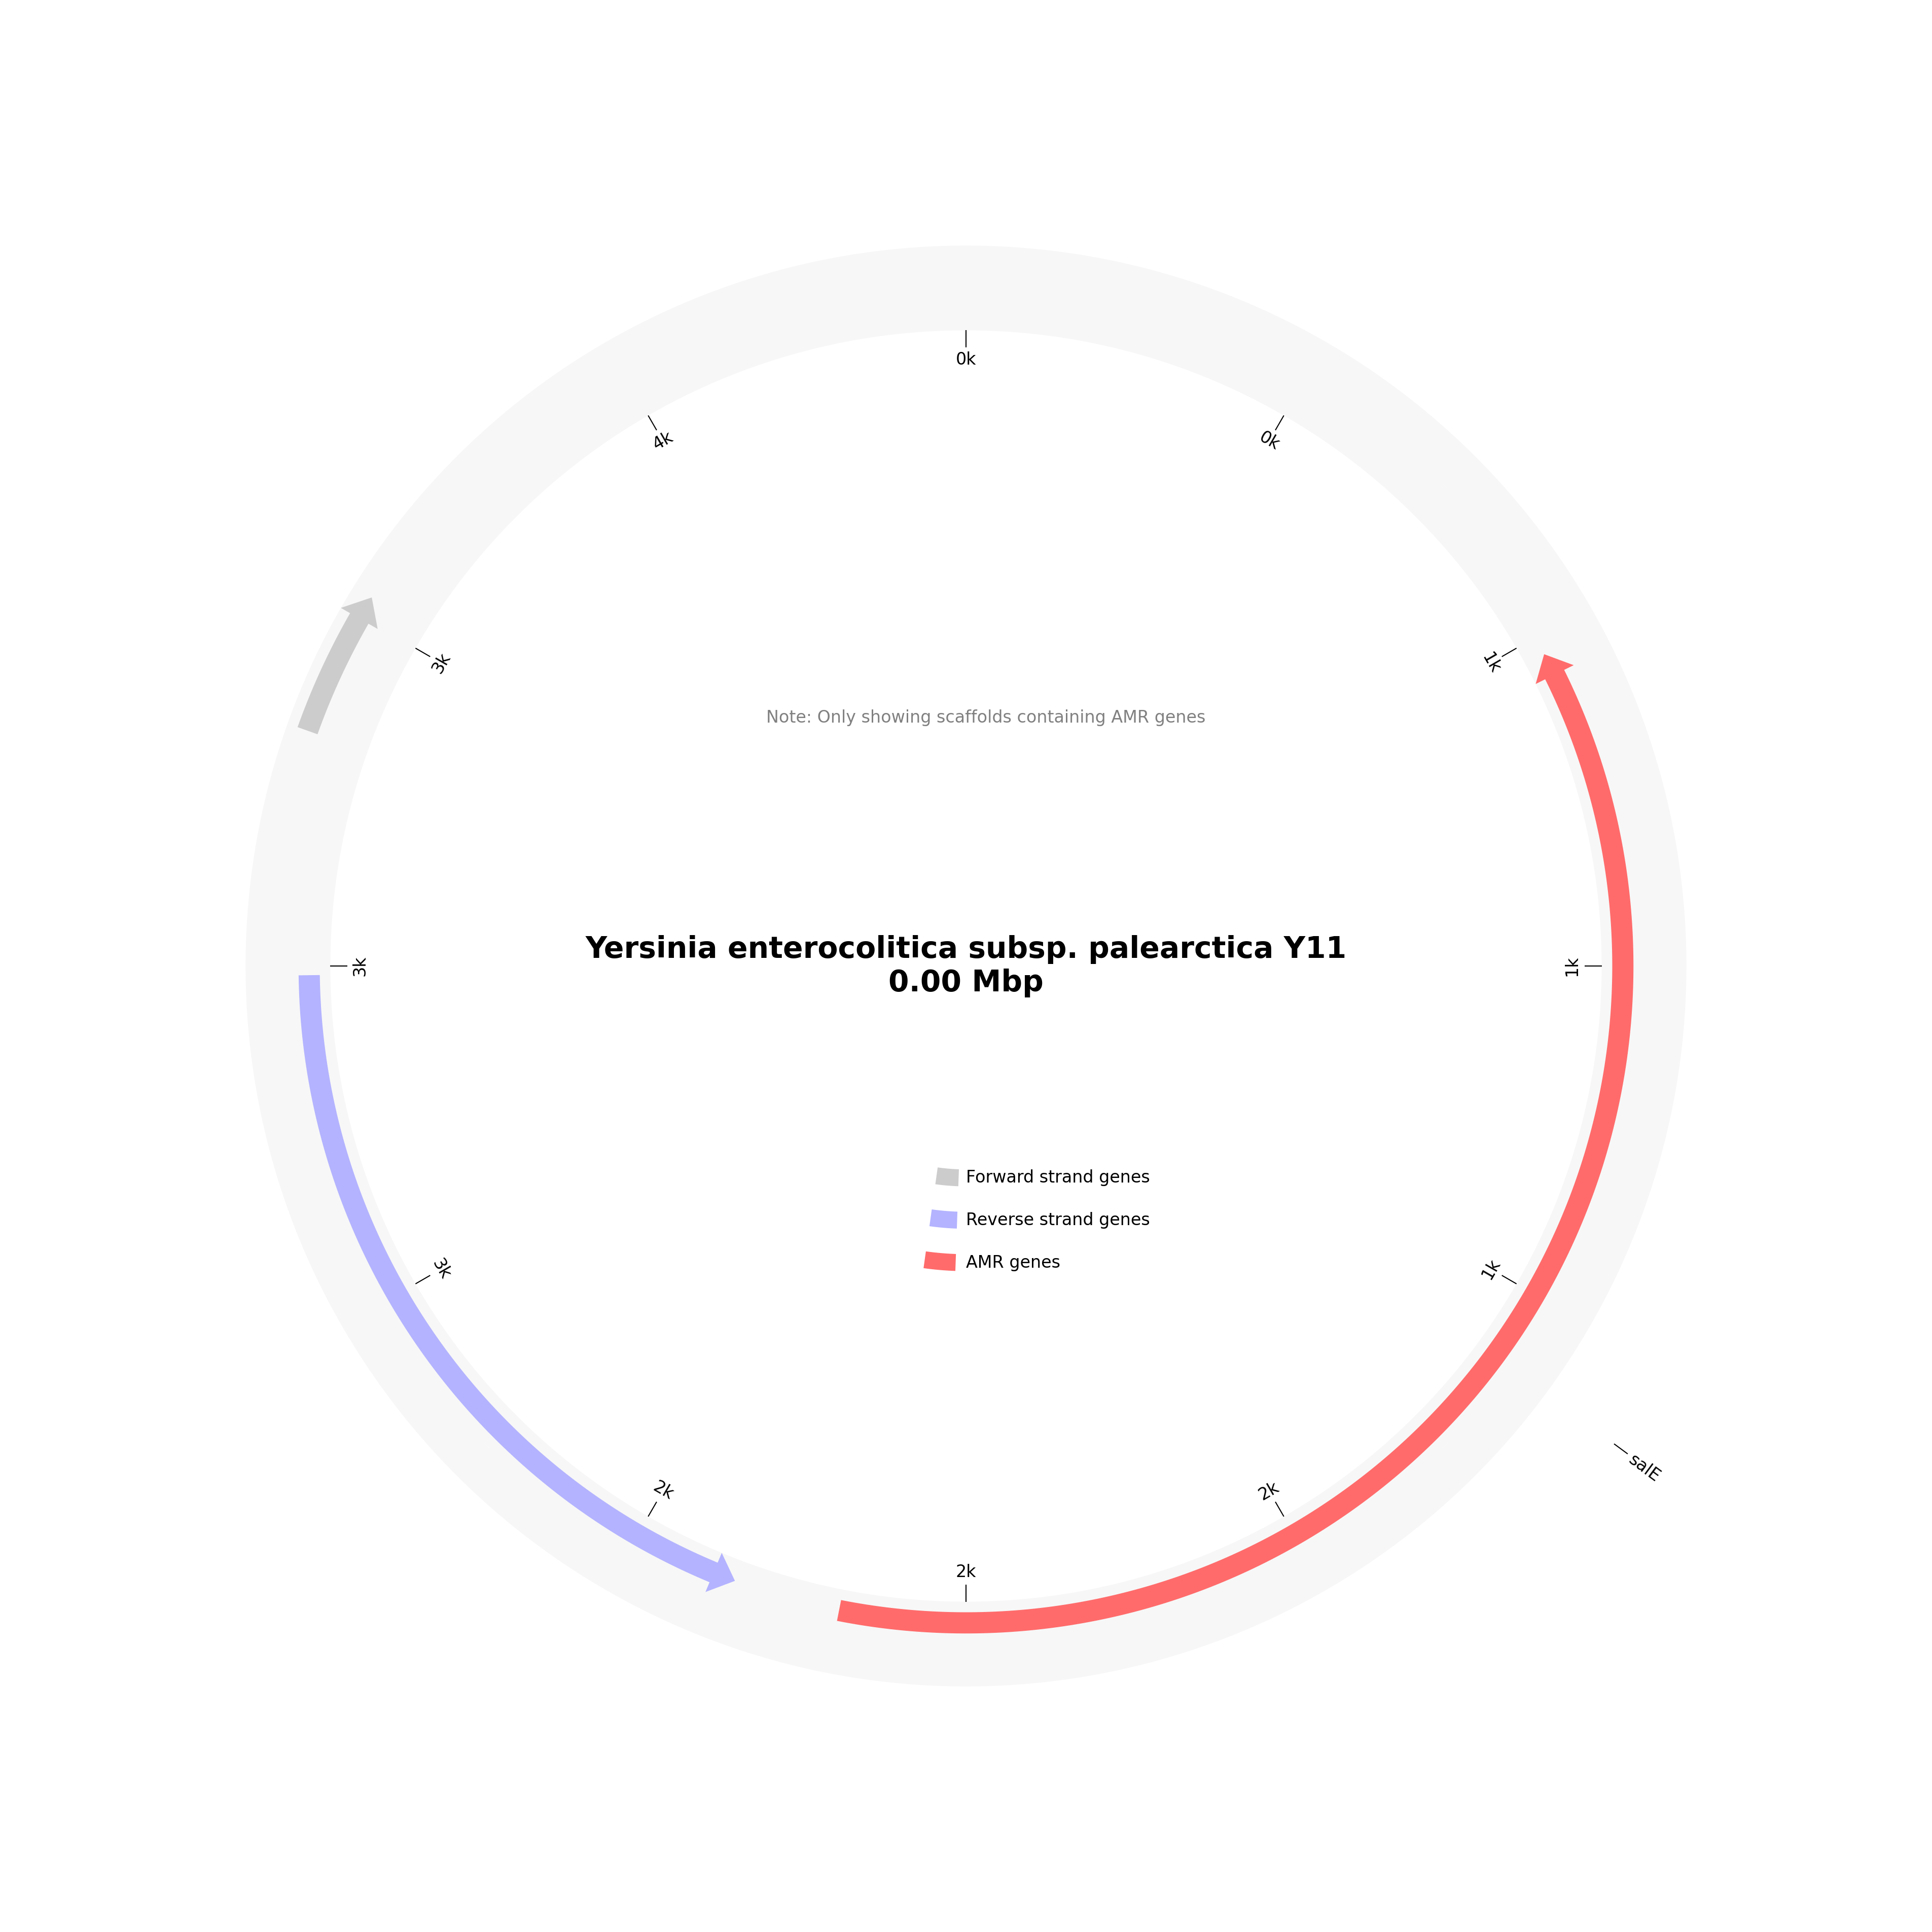 0k
0k
4k
1k
3k
Note: Only showing scaffolds containing AMR genes
Yersinia enterocolitica subsp. palearctica Y11
0.00 Mbp
3k
1k
Forward strand genes
Reverse strand genes
AMR genes
3k
1k
salE
2k
2k
2k